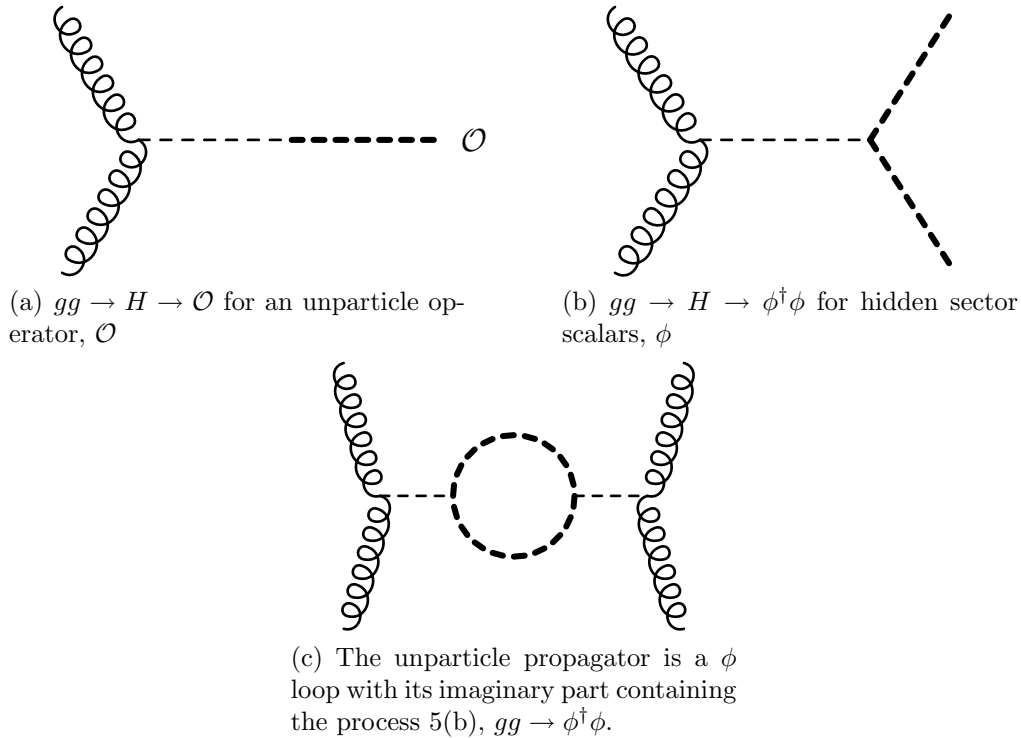 𝒪
(a) gg → H → 𝒪 for an unparticle op-
erator, 𝒪
(b) gg → H → ϕ†ϕ for hidden sector
scalars, ϕ
(c) The unparticle propagator is a ϕ
loop with its imaginary part containing
the process 5(b), gg → ϕ†ϕ.